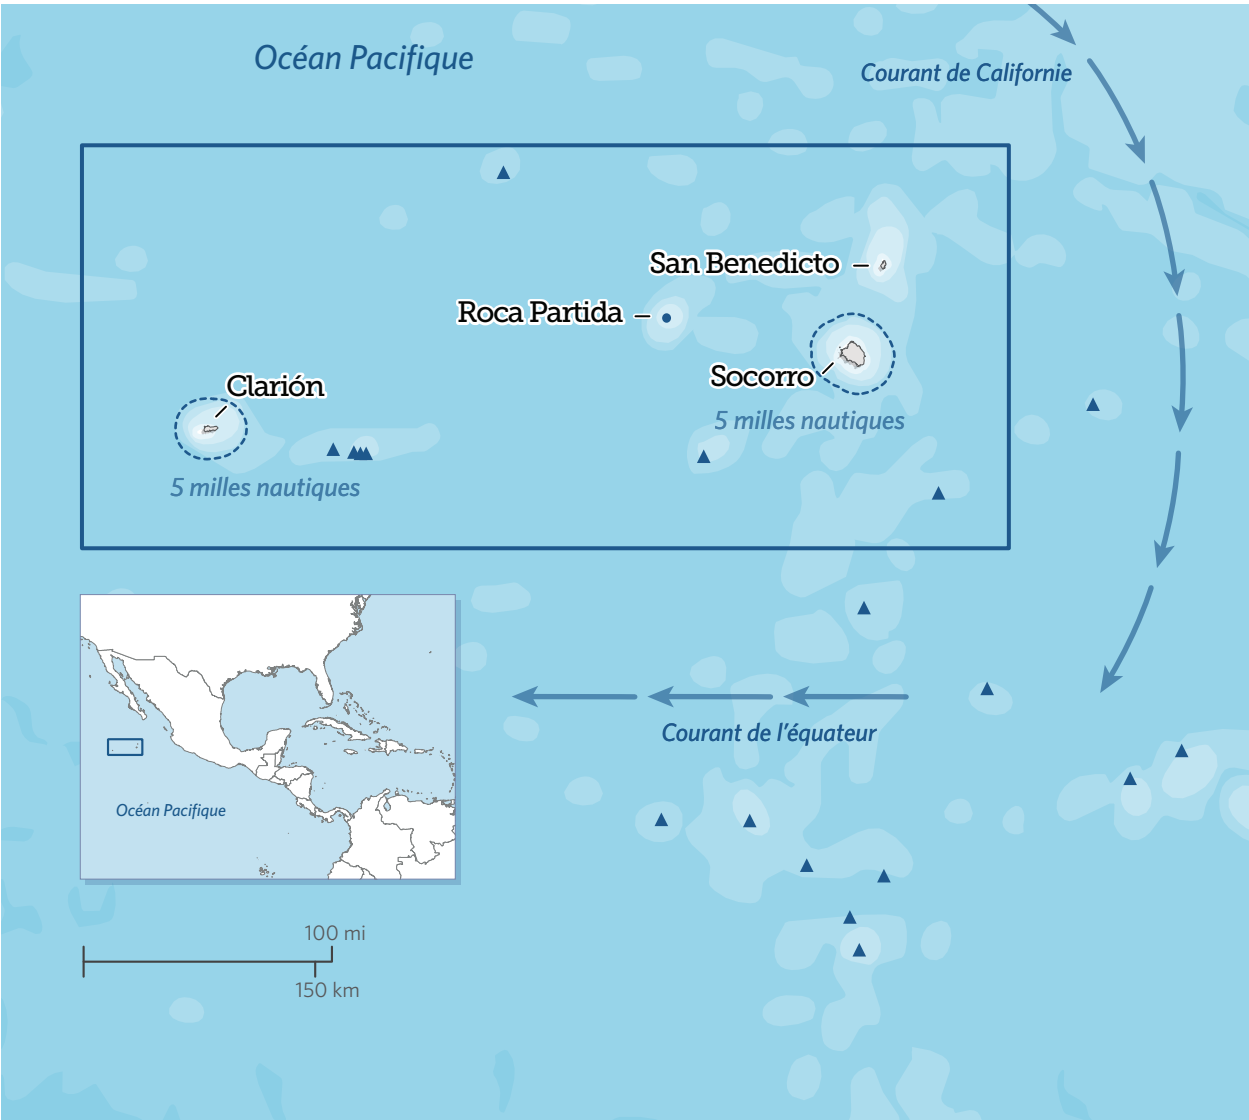 Océan Pacifique
Courant de Californie
San Benedicto
Roca Partida
Socorro
5 milles nautiques
Clarión
5 milles nautiques
Courant de l'équateur
Océan Pacifique
100 mi
150 km